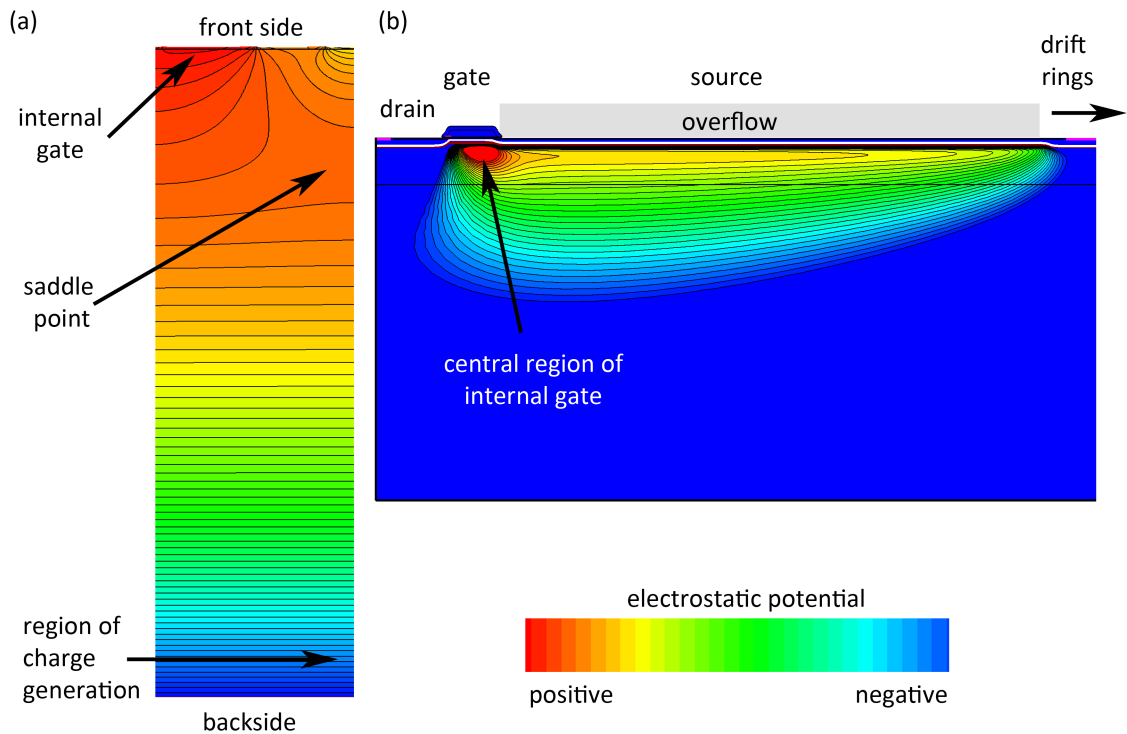 (a)
front side
internal
gate
saddle
point
region of
charge
generation
backside
(b)
gate
source
drift
rings
drain
overflow
central region of
internal gate
electrostatic potential
positive
negative